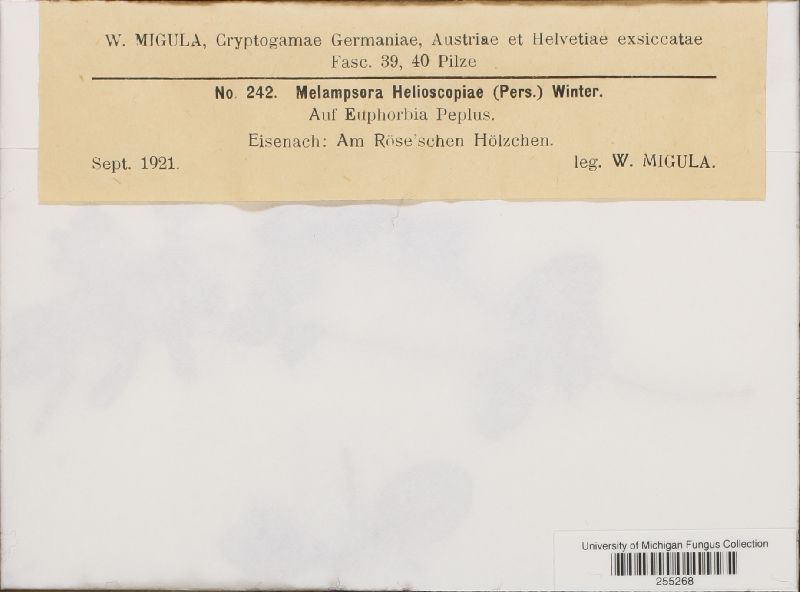 W. MIGULA, Cryptogamae Germaniae, Austriae et Helvetiae exsiccatae
Fasc. 39, 40 Pilze
No. 242. Melampsora Helioscopiae (Pers.) Winter.
Auf Euphorbia Peplus.
Eisenach: Am Röse'schen Hölzchen.
Sept. 1921. leg. W. MIGULA.
University of Michigan Fungus Collection
255268